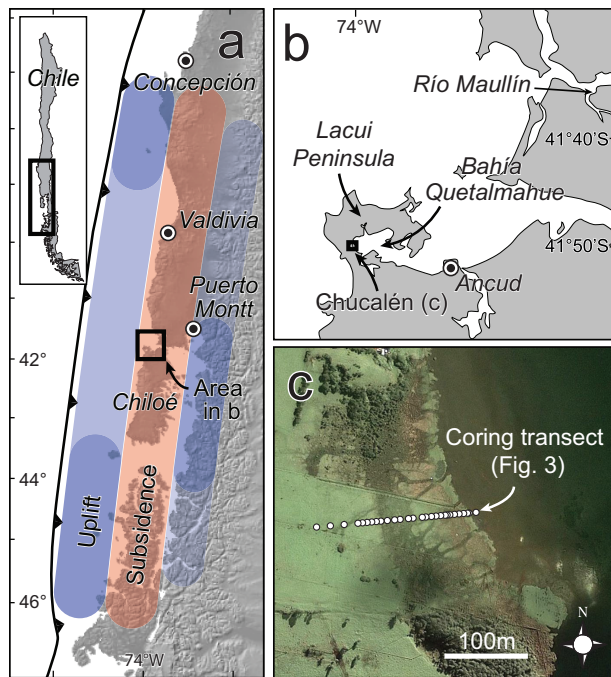 a
Chile
Concepción
Valdivia
Puerto
Montt
42°
Chiloé
Area
in b
44°
Uplift
Subsidence
46°
74°W
b
74°W
Río Maullín
41°40'S
Lacui
Peninsula
Bahía
Quetalmahue
41°50'S
Ancud
Chucalén (c)
c
Coring transect
(Fig. 3)
100m
N